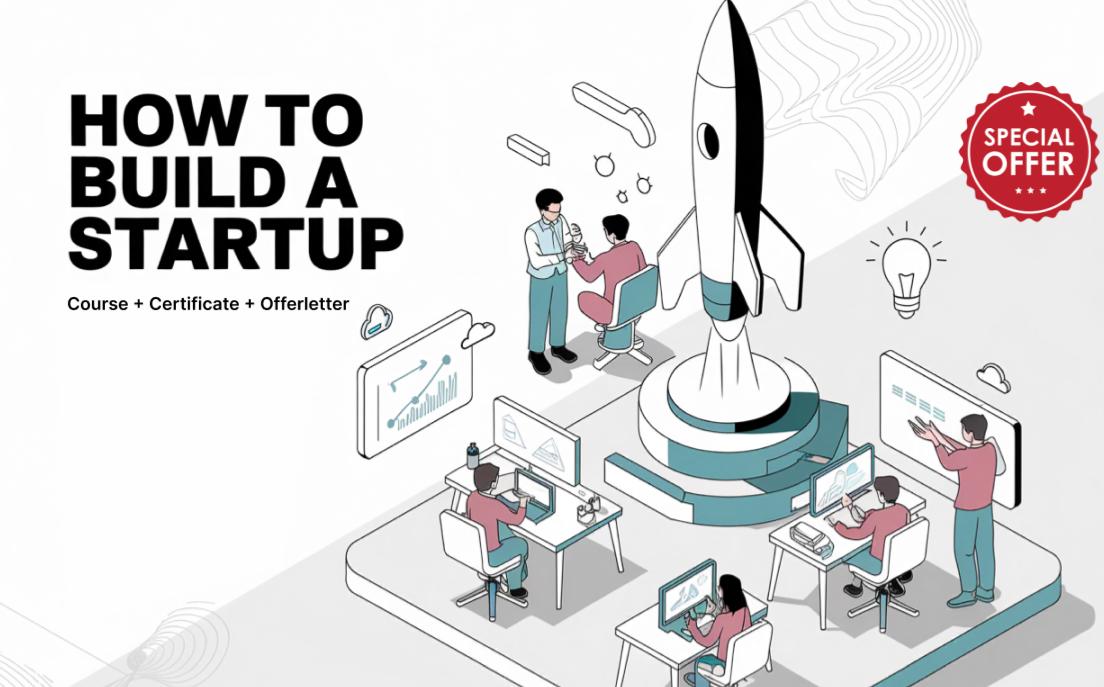 HOW TO
BUILD A
STARTUP
Course + Certificate + Offerletter
SPECIAL
OFFER